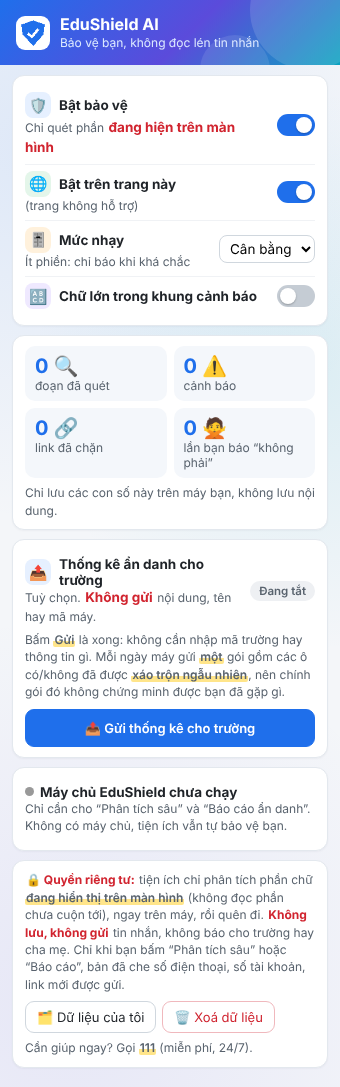 EduShield AI
Bảo vệ bạn, không đọc lén tin nhắn
Bật bảo vệ
Chỉ quét phần đang hiện trên màn
hình
Bật trên trang này
(trang không hỗ trợ)
Mức nhạy
Ít phiền: chỉ báo khi khá chắc
Cân bằng
Chữ lớn trong khung cảnh báo
0
đoạn đã quét
0
cảnh báo
0
link đã chặn
0
lần bạn báo “không
phải”
Chỉ lưu các con số này trên máy bạn, không lưu nội
dung.
Thống kê ẩn danh cho
trường
Tuỳ chọn. Không gửi nội dung, tên
hay mã máy.
Đang tắt
Bấm Gửi là xong: không cần nhập mã trường hay
thông tin gì. Mỗi ngày máy gửi một gói gồm các ô
có/không đã được xáo trộn ngẫu nhiên, nên chính
gói đó không chứng minh được bạn đã gặp gì.
Gửi thống kê cho trường
Máy chủ EduShield chưa chạy
Chỉ cần cho “Phân tích sâu” và “Báo cáo ẩn danh”.
Không có máy chủ, tiện ích vẫn tự bảo vệ bạn.
Quyền riêng tư: tiện ích chỉ phân tích phần chữ
đang hiển thị trên màn hình (không đọc phần
chưa cuộn tới), ngay trên máy, rồi quên đi. Không
lưu, không gửi tin nhắn, không báo cho trường hay
cha mẹ. Chỉ khi bạn bấm “Phân tích sâu” hoặc
“Báo cáo”, bản đã che số điện thoại, số tài khoản,
link mới được gửi.
Dữ liệu của tôi
Xoá dữ liệu
Cần giúp ngay? Gọi 111 (miễn phí, 24/7).